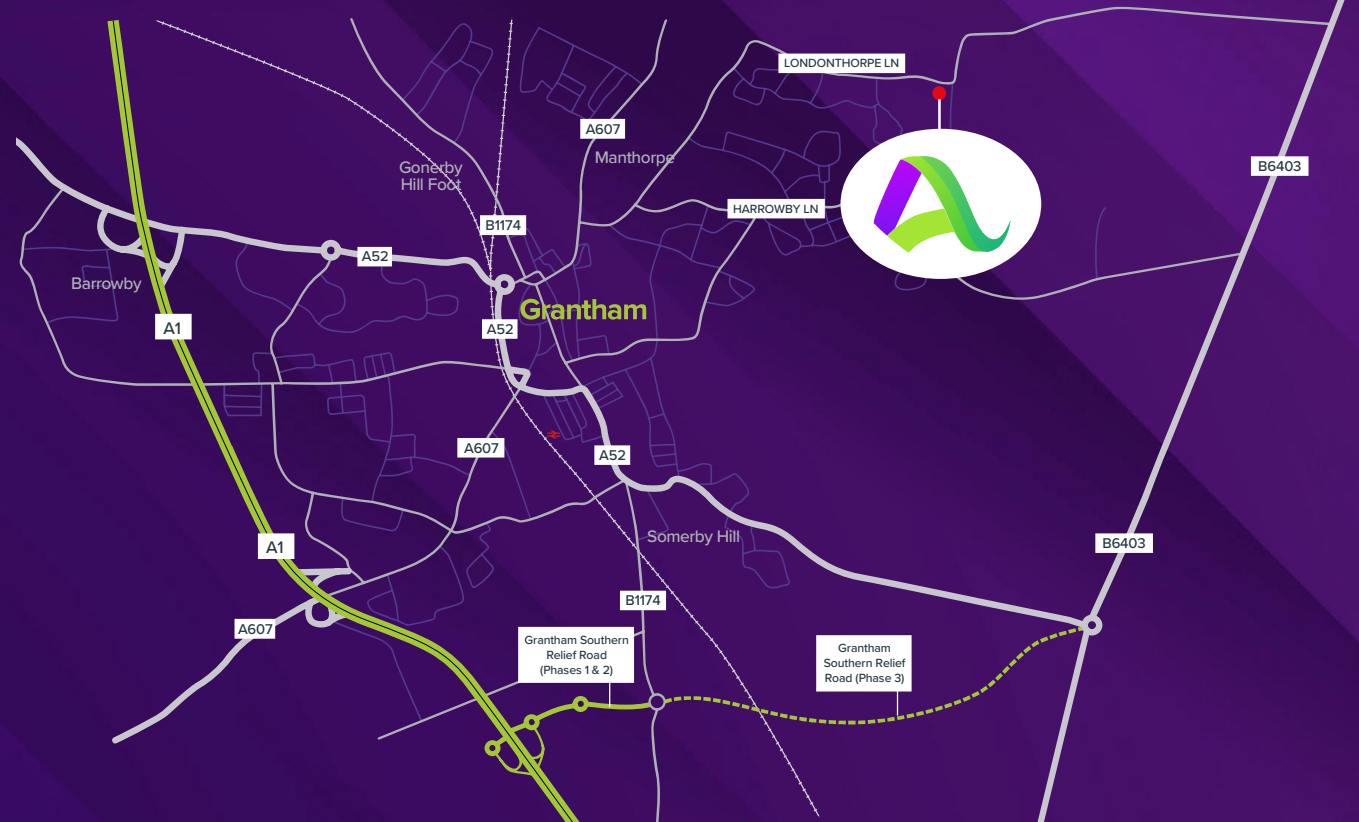 LONDONTHORPE LN
A607
Manthorpe
Gonerby
Hill Foot
B6403
HARROWBY LN
B1174
A52
Barrowby
Grantham
A1
A52
A607
A52
Somerby Hill
B6403
A1
B1174
A607
Grantham Southern
Relief Road
(Phases 1 & 2)
Grantham
Southern Relief
Road (Phase 3)